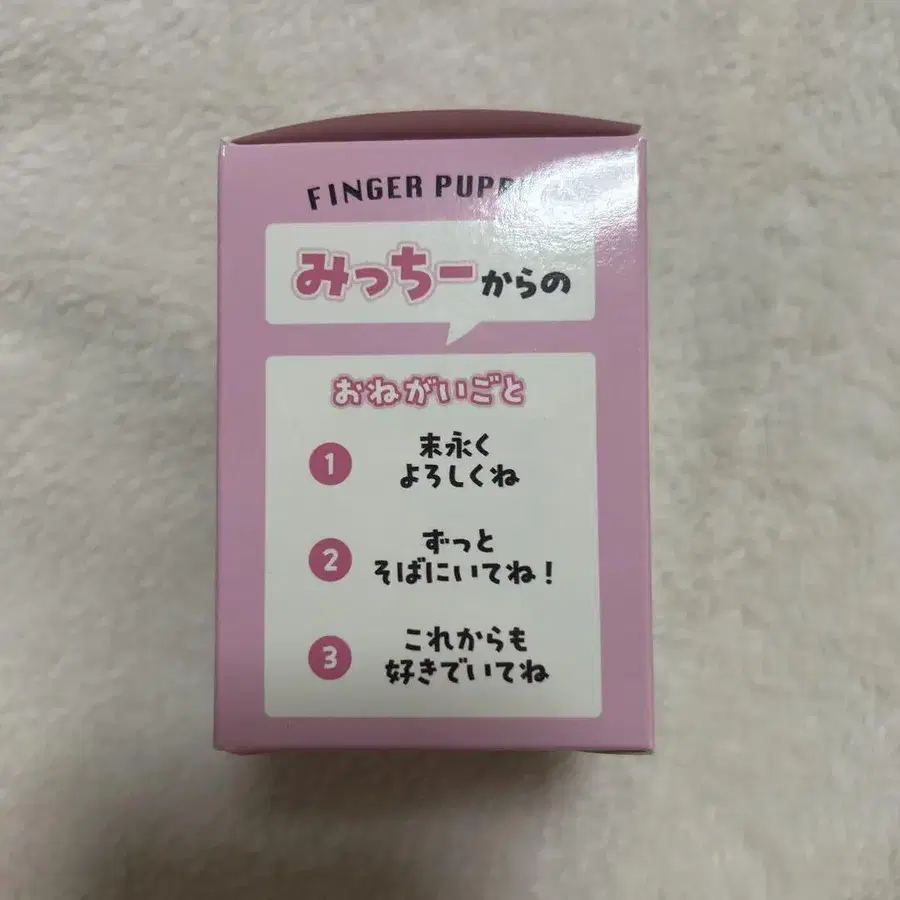 FINGER
みっちーからの
おねがいごと
1
末永く
よろしくね
2
ずっと
そばにいてね！
3
これからも
好きでいてね